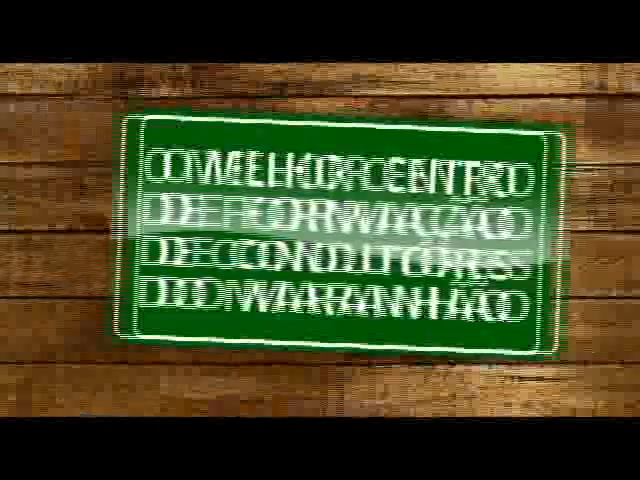 O MELHOR CENTRO
DE FORMAÇÃO
DE CONDUTORES
DO MARANHÃO